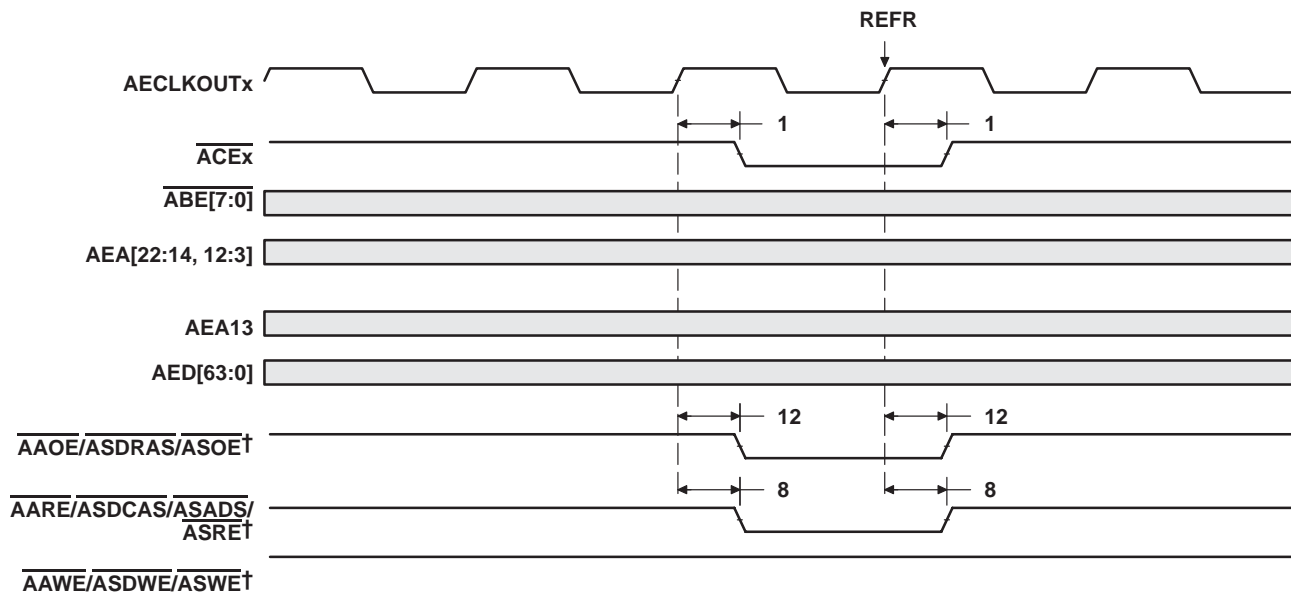 REFR
AECLKOUTx
1 1
ACEx
ABE[7:0]
AEA[22:14, 12:3]
AEA13
AED[63:0]
12 12
AAOE/ASDRAS/ASOE†
8 8
AARE/ASDCAS/ASADS/
ASRE†
AAWE/ASDWE/ASWE†